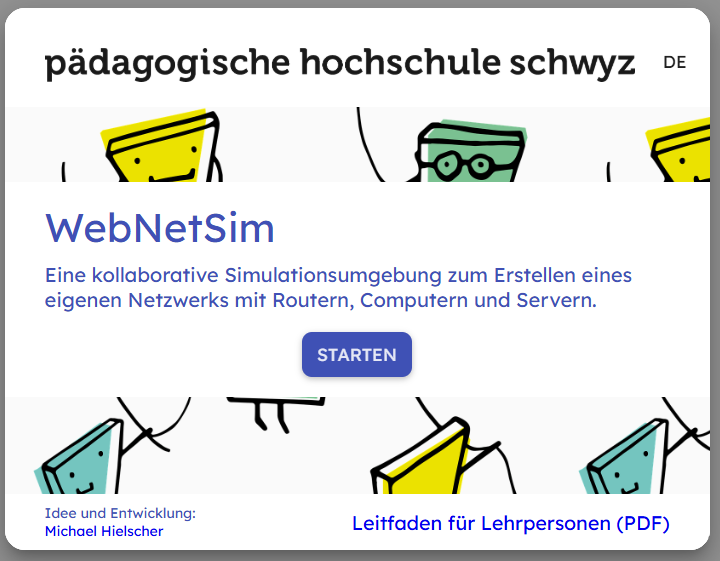 pädagogische hochschule schwyz
DE
WebNetSim
Eine kollaborative Simulationsumgebung zum Erstellen eines
eigenen Netzwerks mit Routern, Computern und Servern.
STARTEN
Idee und Entwicklung:
Michael Hielscher
Leitfaden für Lehrpersonen (PDF)